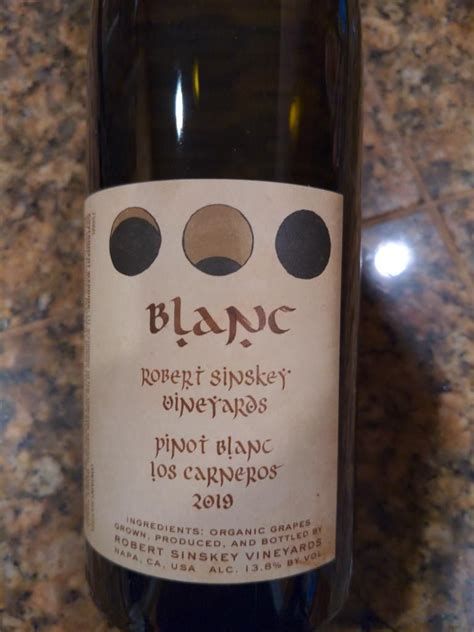 BLANC
ROBERT SINSKEY
VINEYARDS
PINOT BLANC
LOS CARNEROS
2019
INGREDIENTS: ORGANIC GRAPES
GROWN, PRODUCED, AND BOTTLED BY
ROBERT SINSKEY VINEYARDS
NAPA, CA, USA ALC. 13.8% BY VOL.